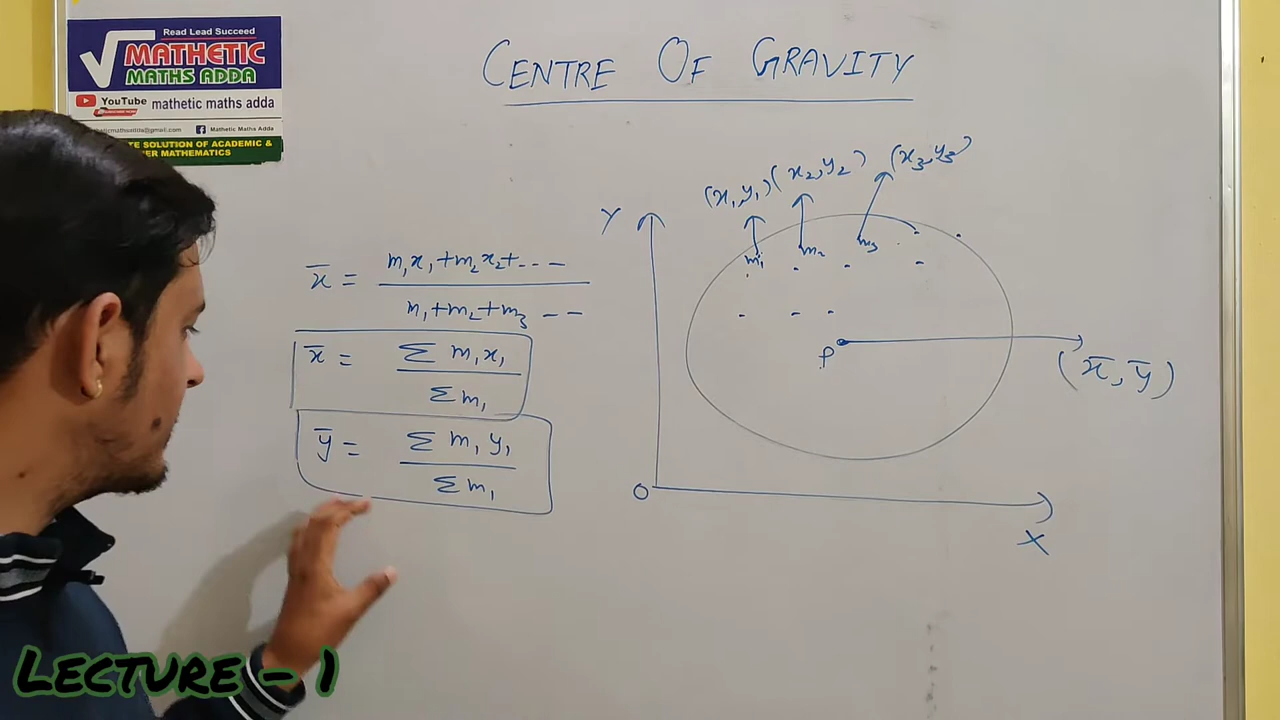 Read Lead Succeed
MATHETIC
MATHS ADDA
YouTube mathetic maths adda
Mathetic Maths Adda
SOLUTION OF ACADEMIC &
MATHEMATICS
CENTRE OF GRAVITY
(x₁,y₁) (x₂,y₂) (x₃,y₃)
Y
m₁ m₂ m₃
x̄ = m₁x₁+m₂x₂+---
m₁+m₂+m₃ --
x̄ = Σ m₁x₁
Σ m₁
P
(x̄, ȳ)
ȳ = Σ m₁y₁
Σ m₁
O
X
LECTURE - 1